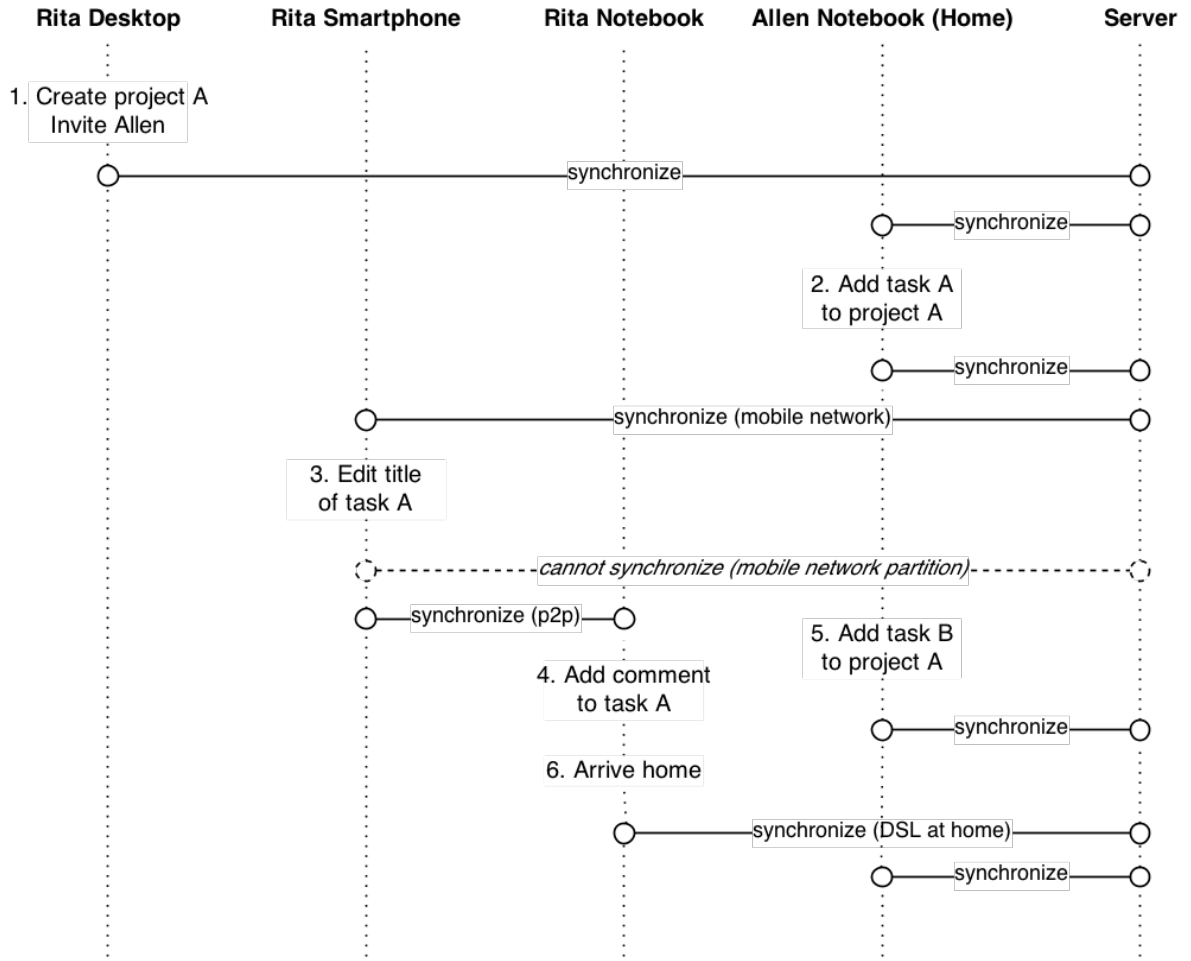 Rita Desktop
Rita Smartphone
Rita Notebook
Allen Notebook (Home)
Server
1. Create project A
Invite Allen
synchronize
synchronize
2. Add task A
to project A
synchronize
synchronize (mobile network)
3. Edit title
of task A
cannot synchronize (mobile network partition)
synchronize (p2p)
5. Add task B
to project A
4. Add comment
to task A
synchronize
6. Arrive home
synchronize (DSL at home)
synchronize